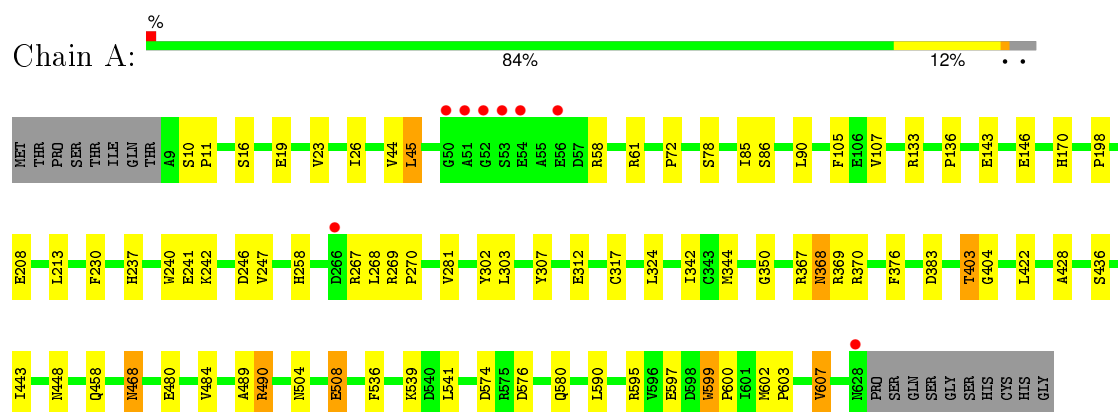 %
Chain A:
84%
12%
MET THR PRO SER THR ILE GLN THR A9 S10 P11 S16 E19 V23 I26 V44 L45 G50 A51 G52 S53 E54 A55 E56 D57 R58 R61 P72 S78 I85 S86 L90 F105 E106 V107 R133 P136 E143 E146 H170 P198
E208 L213 F230 H237 W240 E241 K242 D246 V247 H258 D266 R267 L268 R269 P270 V281 Y302 L303 Y307 E312 C317 L324 I342 C343 M344 G350 R367 N368 R369 R370 F376 D383 T403 G404 L422 A428 S436
I443 N448 Q458 N468 E480 V484 A489 R490 N504 E508 F536 K539 D540 L541 D574 R575 D576 Q580 L590 R595 V596 E597 D598 W599 P600 I601 M602 P603 V607 N628 PRO SER GLN SER GLY SER HIS CYS HIS GLY